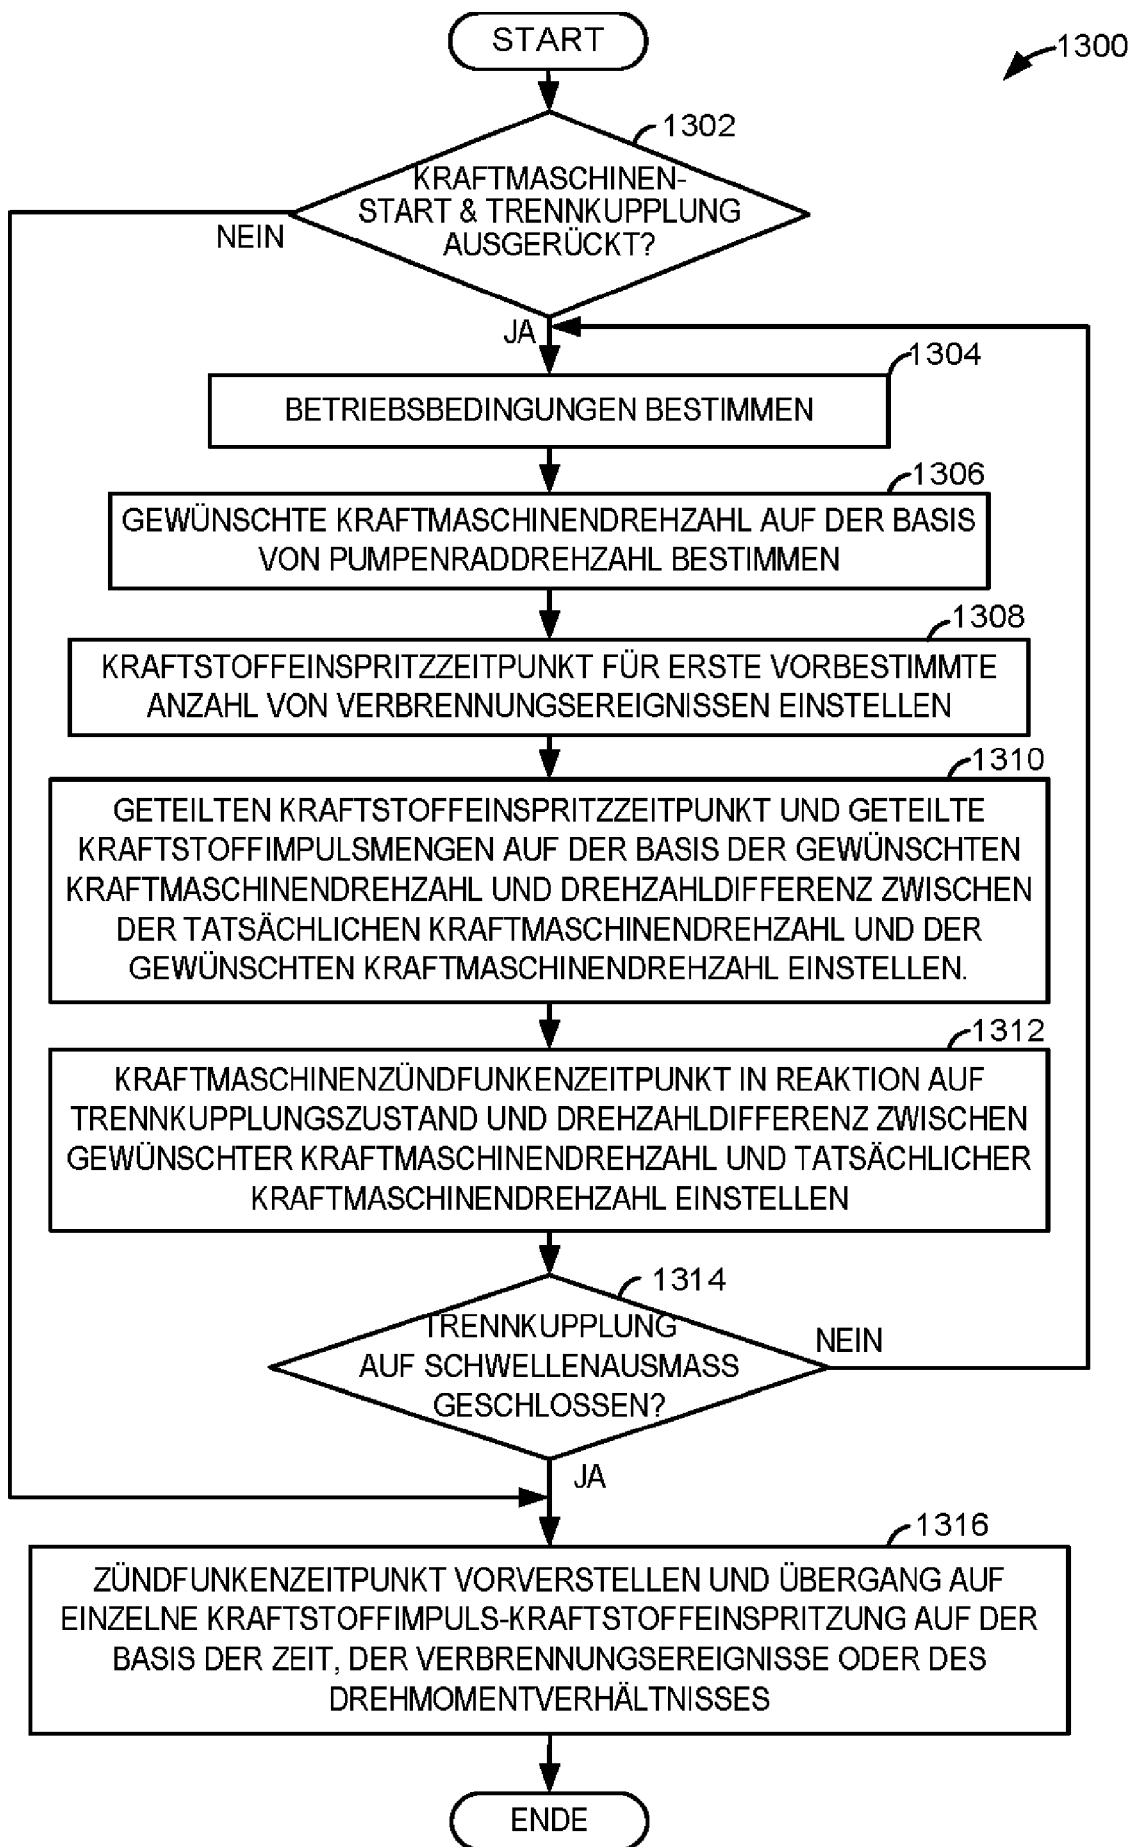 START
1300
1302
KRAFTMASCHINEN-
START & TRENNKUPPLUNG
AUSGERÜCKT?
NEIN
JA
1304
BETRIEBSBEDINGUNGEN BESTIMMEN
1306
GEWÜNSCHTE KRAFTMASCHINENDREHZAHL AUF DER BASIS
VON PUMPENRADDREHZAHL BESTIMMEN
1308
KRAFTSTOFFEINSPRITZZEITPUNKT FÜR ERSTE VORBESTIMMTE
ANZAHL VON VERBRENNUNGSEREIGNISSEN EINSTELLEN
1310
GETEILTEN KRAFTSTOFFEINSPRITZZEITPUNKT UND GETEILTE
KRAFTSTOFFIMPULSMENGEN AUF DER BASIS DER GEWÜNSCHTEN
KRAFTMASCHINENDREHZAHL UND DREHZAHLDIFFERENZ ZWISCHEN
DER TATSÄCHLICHEN KRAFTMASCHINENDREHZAHL UND DER
GEWÜNSCHTEN KRAFTMASCHINENDREHZAHL EINSTELLEN.
1312
KRAFTMASCHINENZÜNDFUNKENZEITPUNKT IN REAKTION AUF
TRENNKUPPLUNGSZUSTAND UND DREHZAHLDIFFERENZ ZWISCHEN
GEWÜNSCHTER KRAFTMASCHINENDREHZAHL UND TATSÄCHLICHER
KRAFTMASCHINENDREHZAHL EINSTELLEN
1314
TRENNKUPPLUNG
AUF SCHWELLENAUSMASS
GESCHLOSSEN?
NEIN
JA
1316
ZÜNDFUNKENZEITPUNKT VORVERSTELLEN UND ÜBERGANG AUF
EINZELNE KRAFTSTOFFIMPULS-KRAFTSTOFFEINSPRITZUNG AUF DER
BASIS DER ZEIT, DER VERBRENNUNGSEREIGNISSE ODER DES
DREHMOMENTVERHÄLTNISSES
ENDE